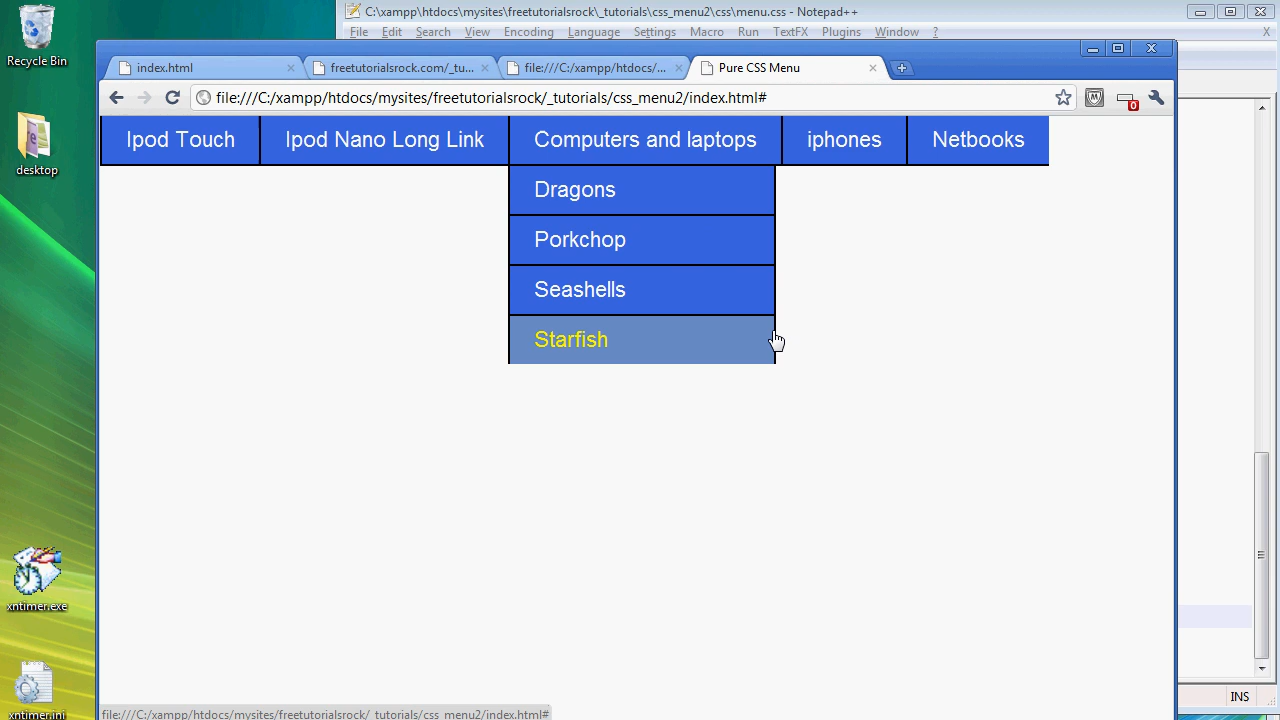 Recycle Bin
desktop
xntimer.exe
xntimer.ini
C:\xampp\htdocs\mysites\freetutorialsrock\_tutorials\css_menu2\css\menu.css - Notepad++
File Edit Search View Encoding Language Settings Macro Run TextFX Plugins Window ? X
index.html
freetutorialsrock.com/_tu...
file:///C:/xampp/htdocs/...
Pure CSS Menu
file:///C:/xampp/htdocs/mysites/freetutorialsrock/_tutorials/css_menu2/index.html#
0
Ipod Touch Ipod Nano Long Link Computers and laptops iphones Netbooks
Dragons
Porkchop
Seashells
Starfish
INS
file:///C:/xampp/htdocs/mysites/freetutorialsrock/_tutorials/css_menu2/index.html#